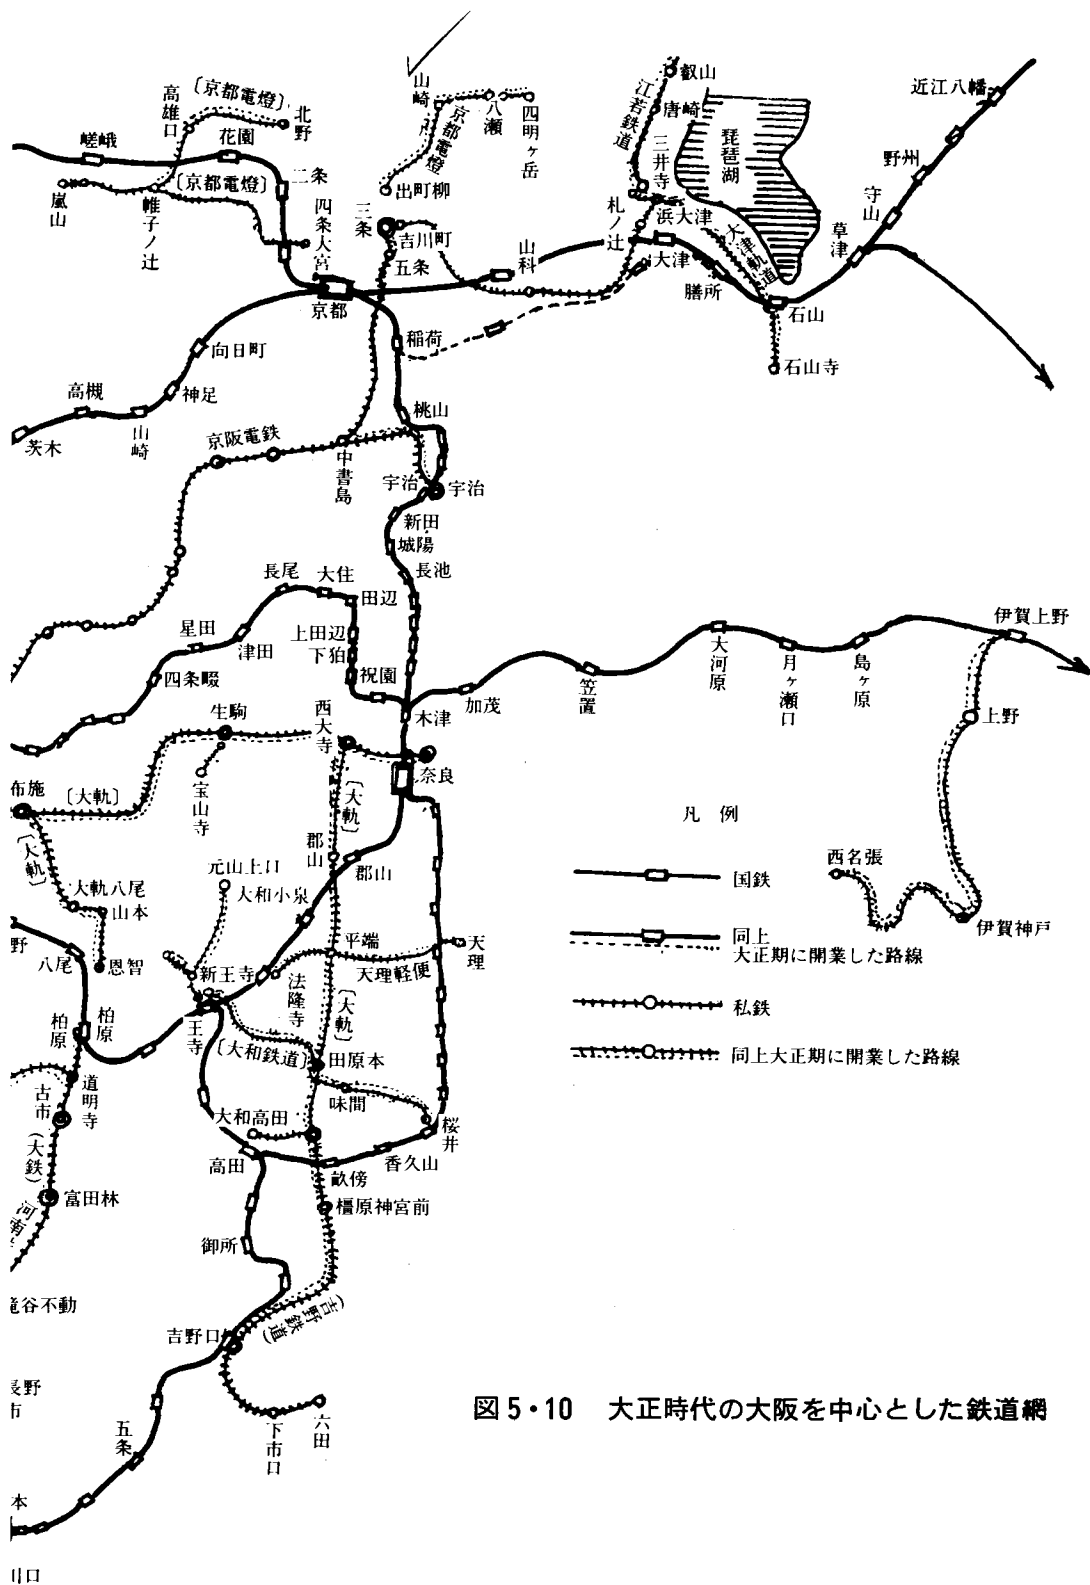 叡山
近江八幡
〔京都電燈〕
高雄口
北野
山崎
京都電燈
八瀬
四明ヶ岳
江若鉄道
唐崎
琵琶湖
嵯峨
花園
二条
〔京都電燈〕
嵐山
帷子ノ辻
四条大宮
出町柳
三条
吉川町
五条
三井寺
浜大津
札ノ辻
野州
守山
草津
山科
大津
大津軌道
膳所
石山
石山寺
京都
稲荷
向日町
神足
高槻
山崎
茨木
桃山
京阪電鉄
中書島
宇治
宇治
新田
城陽
長池
長尾
大住
田辺
星田
津田
上田辺
下狛
四条畷
祝園
木津
加茂
笠置
大河原
月ヶ瀬口
島ヶ原
伊賀上野
上野
生駒
西大寺
奈良
布施
〔大軌〕
宝山寺
〔大軌〕
〔大軌〕
郡山
郡山
元山上口
大和小泉
大軌八尾
山本
野
八尾
恩智
新王寺
法隆寺
平端
天理軽便
天理
柏原
柏原
王寺
〔大軌〕
〔大和鉄道〕
田原本
味間
古市
道明寺
大和高田
桜井
(大鉄)
高田
畝傍
香久山
富田林
橿原神宮前
河南
御所
滝谷不動
(吉野鉄道)
吉野口
長野
市
五条
下市口
六田
本
川口
凡 例
国鉄
同上
大正期に開業した路線
私鉄
同上大正期に開業した路線
西名張
伊賀神戸
図5・10 大正時代の大阪を中心とした鉄道網